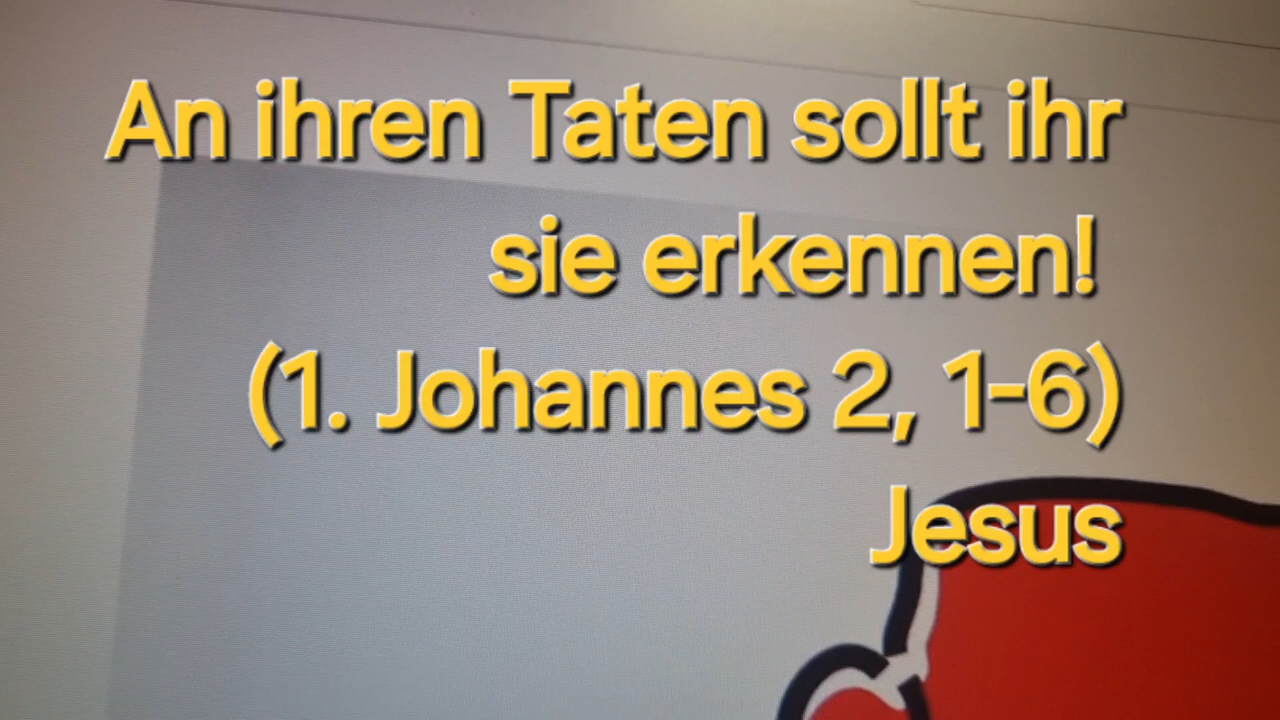 An ihren Taten sollt ihr
sie erkennen!
(1. Johannes 2, 1-6)
Jesus